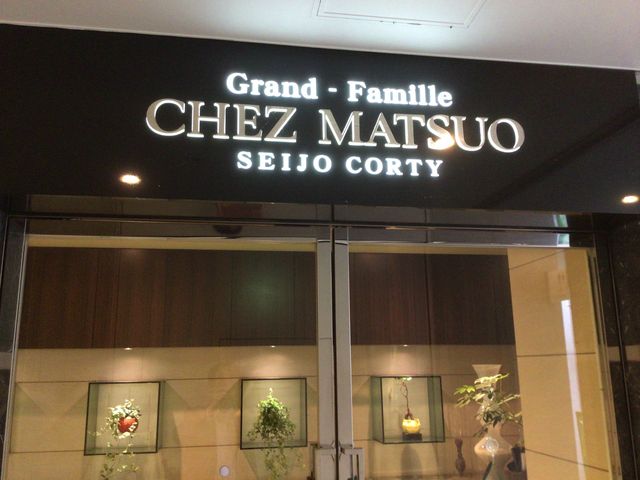 Grand - Famille
CHEZ MATSUO
SEIJO CORTY